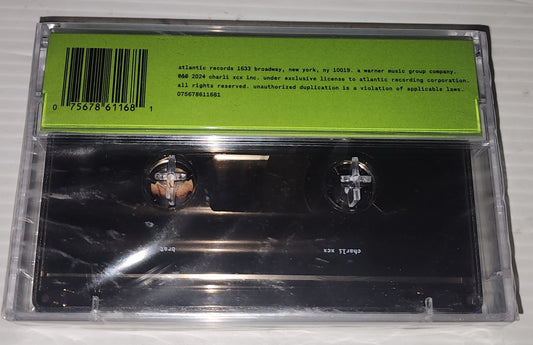 atlantic records 1633 broadway, new york, ny 10019. a warner music group company.
℗© 2024 charli xcx inc. under exclusive license to atlantic recording corporation.
all rights reserved. unauthorized duplication is a violation of applicable laws.
075678611681
0 75678 61168 1
charli xcx
brat